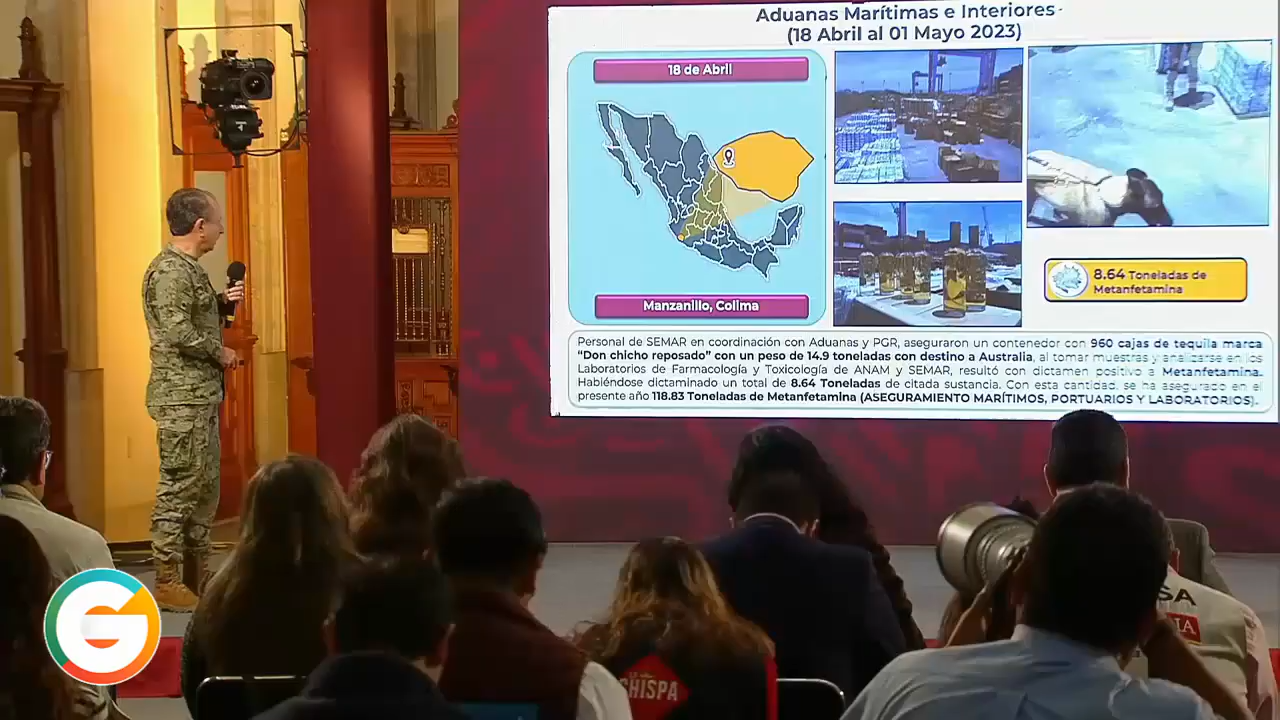 Aduanas Marítimas e Interiores
(18 Abril al 01 Mayo 2023)
18 de Abril
Manzanillo, Colima
8.64 Toneladas de
Metanfetamina
Personal de SEMAR en coordinación con Aduanas y PGR, aseguraron un contenedor con 960 cajas de tequila marca
"Don chicho reposado" con un peso de 14.9 toneladas con destino a Australia, al tomar muestras y analizarse en los
Laboratorios de Farmacología y Toxicología de ANAM y SEMAR, resultó con dictamen positivo a Metanfetamina.
Habiéndose dictaminado un total de 8.64 Toneladas de citada sustancia. Con esta cantidad, se ha asegurado en el
presente año 118.83 Toneladas de Metanfetamina (ASEGURAMIENTO MARÍTIMOS, PORTUARIOS Y LABORATORIOS).
G
CHISPA
SA
IA